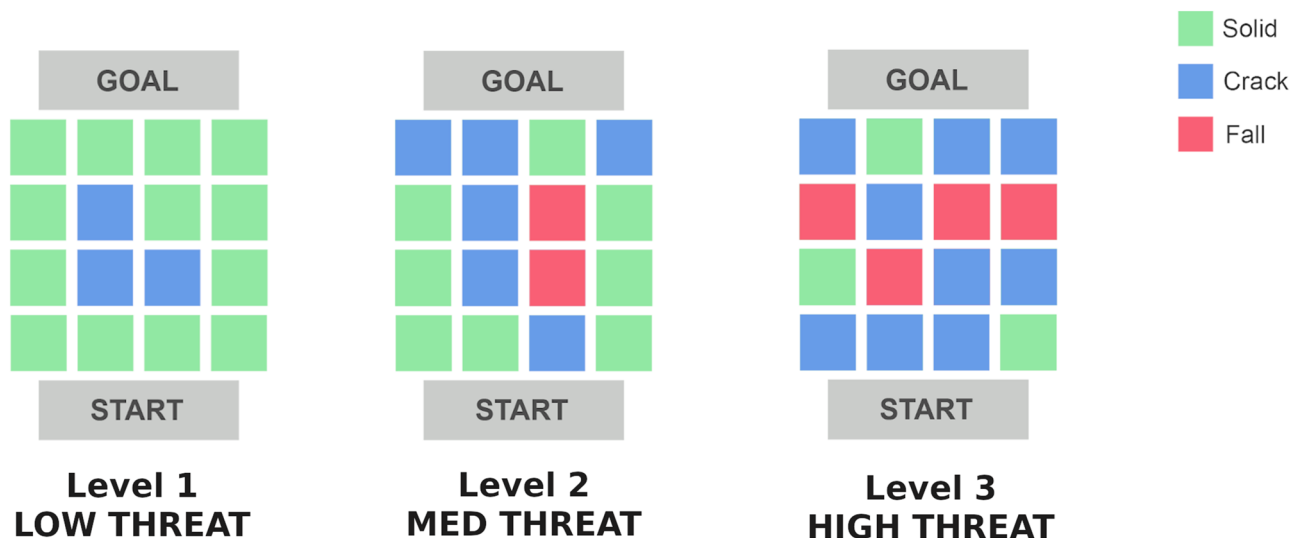 Solid
Crack
Fall
GOAL
GOAL
GOAL
START
START
START
Level 1
LOW THREAT
Level 2
MED THREAT
Level 3
HIGH THREAT